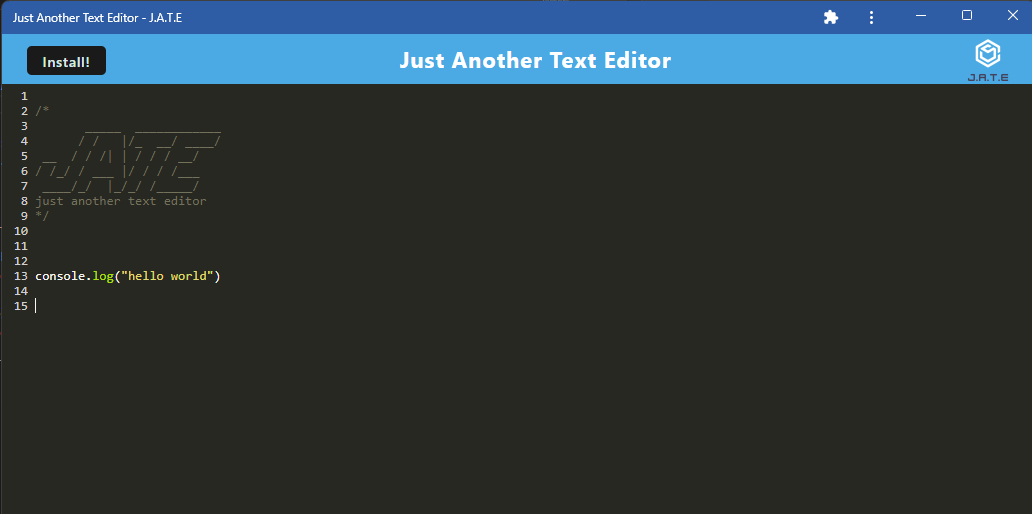 Just Another Text Editor - J.A.T.E
Install!
Just Another Text Editor
J.A.T.E
1
2 /*
3        _____  ____________
4       / /   |/_  __/ ____/
5  __  / / /| | / / / __/
6 / /_/ / ___ |/ / / /___
7  ____/_/  |_/_/ /_____/
8 just another text editor
9 */
10
11
12
13 console.log("hello world")
14
15